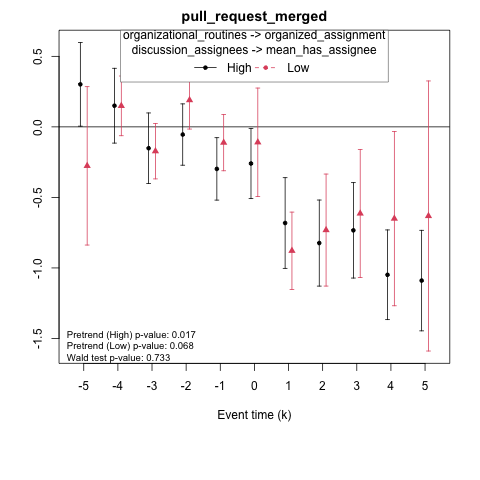 pull_request_merged
organizational_routines -> organized_assignment
discussion_assignees -> mean_has_assignee
High Low
0.5
0.0
-0.5
-1.0
-1.5
Pretrend (High) p-value: 0.017
Pretrend (Low) p-value: 0.068
Wald test p-value: 0.733
-5 -4 -3 -2 -1 0 1 2 3 4 5
Event time (k)